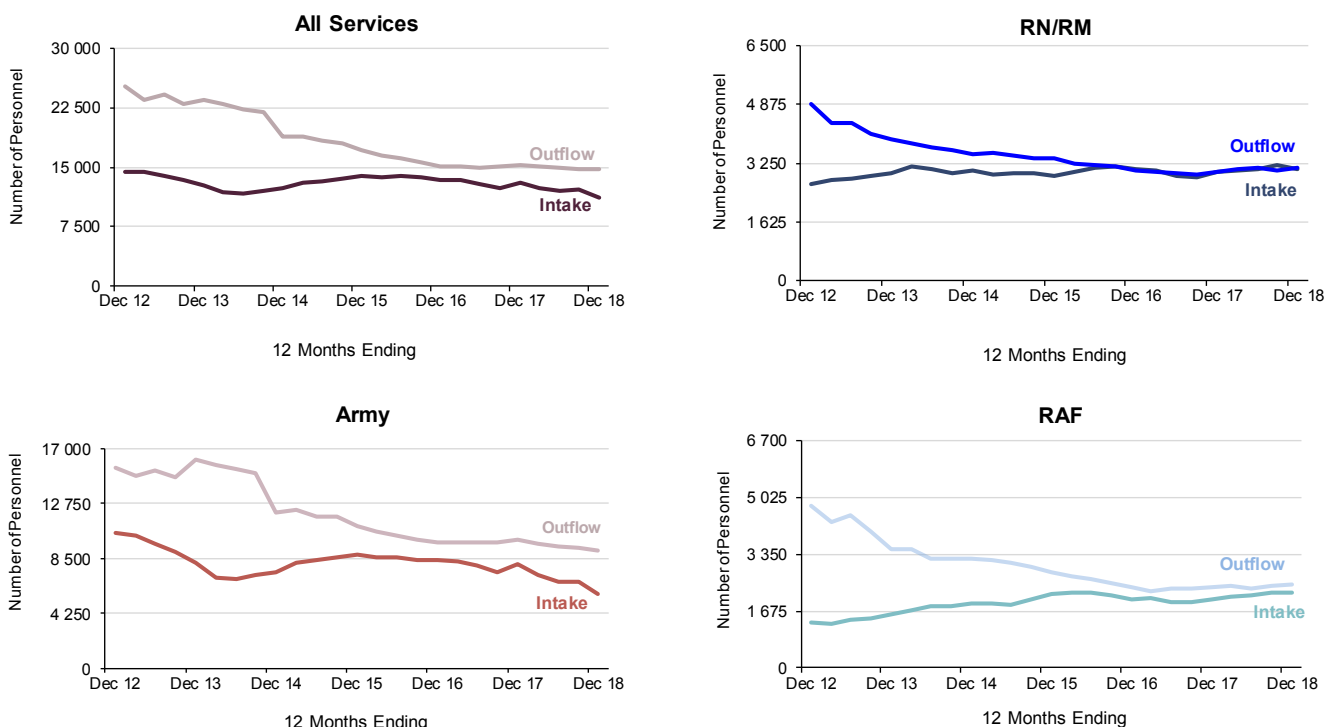 All Services
Number of Personnel
30 000
22 500
15 000
7 500
0
Outflow
Intake
Dec 12 Dec 13 Dec 14 Dec 15 Dec 16 Dec 17 Dec 18
12 Months Ending
RN/RM
Number of Personnel
6 500
4 875
3 250
1 625
0
Outflow
Intake
Dec 12 Dec 13 Dec 14 Dec 15 Dec 16 Dec 17 Dec 18
12 Months Ending
Army
Number of Personnel
17 000
12 750
8 500
4 250
0
Outflow
Intake
Dec 12 Dec 13 Dec 14 Dec 15 Dec 16 Dec 17 Dec 18
12 Months Ending
RAF
Number of Personnel
6 700
5 025
3 350
1 675
0
Outflow
Intake
Dec 12 Dec 13 Dec 14 Dec 15 Dec 16 Dec 17 Dec 18
12 Months Ending